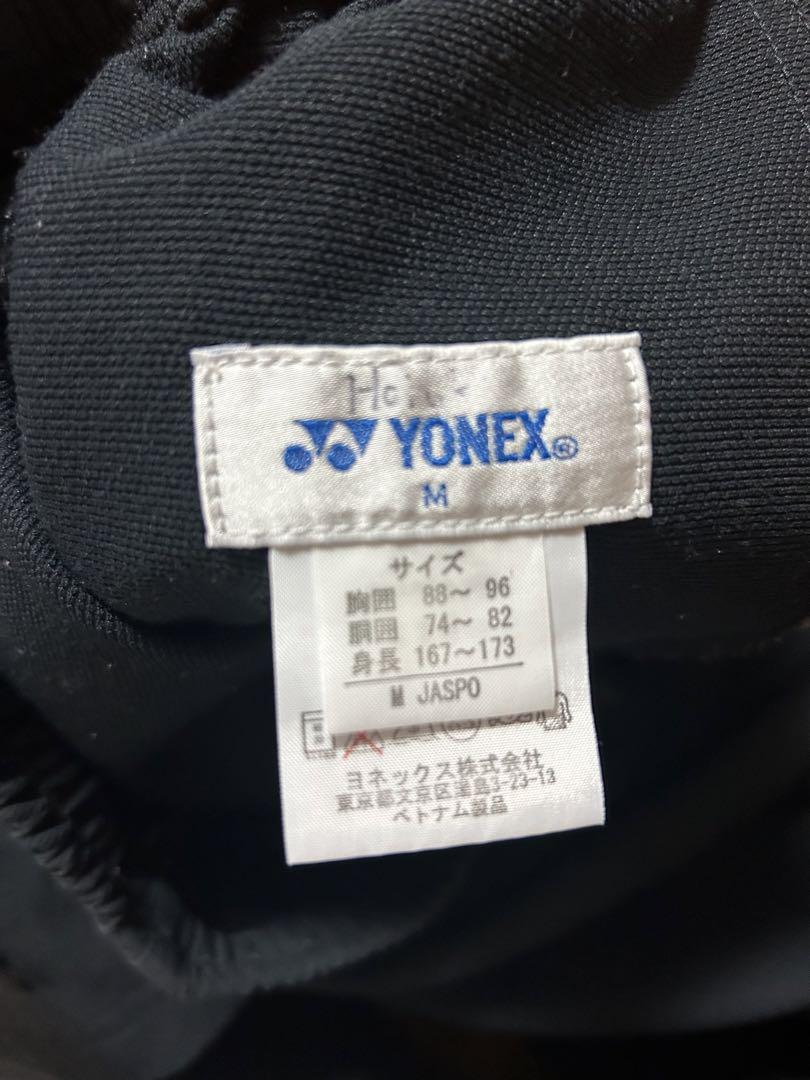 YONEX®
M
サイズ
胸囲 88～ 96
胴囲 74～ 82
身長 167～173
M JASPO
ヨネックス株式会社
東京都文京区湯島3-23-13
ベトナム製品